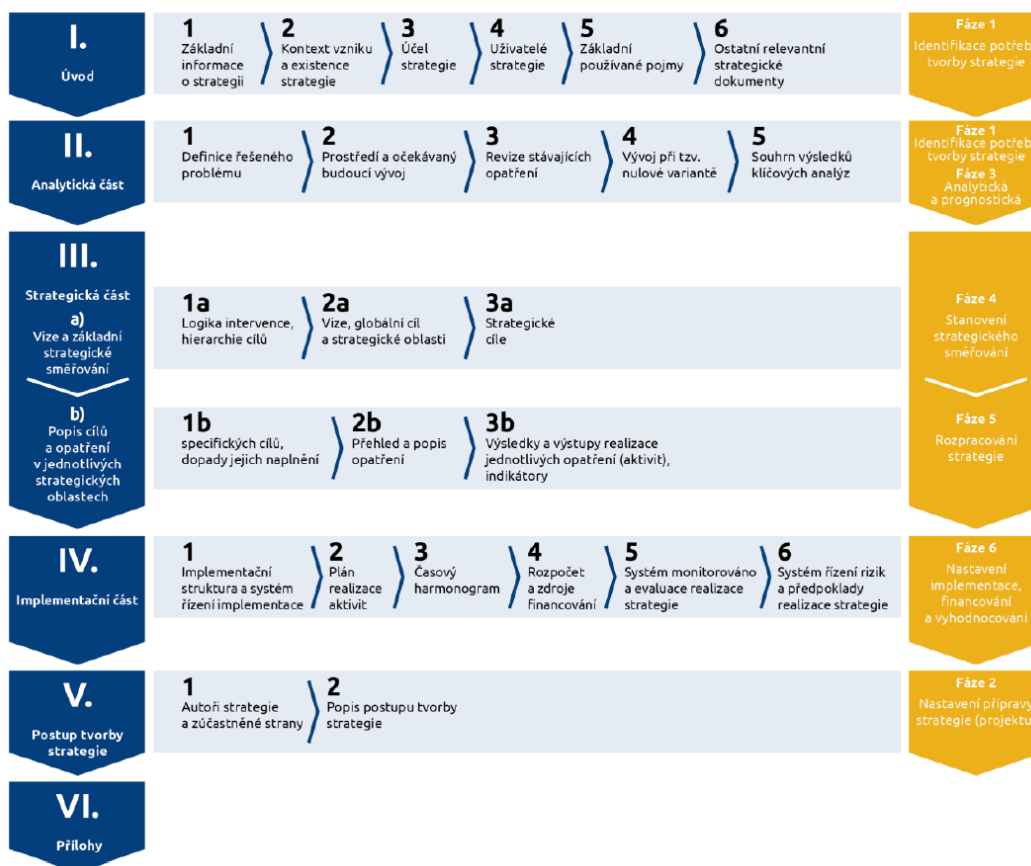 I.
Úvod
1
Základní
informace
o strategii
2
Kontext vzniku
a existence
strategie
3
Účel
strategie
4
Uživatelé
strategie
5
Základní
používané pojmy
6
Ostatní relevantní
strategické
dokumenty
Fáze 1
Identifikace potřeb
tvorby strategie
II.
Analytická část
1
Definice řešeného
problému
2
Prostředí a očekávaný
budoucí vývoj
3
Revize stávajících
opatření
4
Vývoj při tzv.
nulové variantě
5
Souhrn výsledků
klíčových analýz
Fáze 1
Identifikace potřeb
tvorby strategie
Fáze 3
Analytická
a prognostická
III.
Strategická část
a)
Vize a základní
strategické
směřování
1a
Logika intervence,
hierarchie cílů
2a
Vize, globální cíl
a strategické oblasti
3a
Strategické
cíle
Fáze 4
Stanovení
strategického
směřování
b)
Popis cílů
a opatření
v jednotlivých
strategických
oblastech
1b
specifických cílů,
dopady jejich naplnění
2b
Přehled a popis
opatření
3b
Výsledky a výstupy realizace
jednotlivých opatření (aktivit),
indikátory
Fáze 5
Rozpracování
strategie
IV.
Implementační část
1
Implementační
struktura a systém
řízení implementace
2
Plán
realizace
aktivit
3
Časový
harmonogram
4
Rozpočet
a zdroje
financování
5
Systém monitorováno
a evaluace realizace
strategie
6
Systém řízení rizik
a předpoklady
realizace strategie
Fáze 6
Nastavení
implementace,
financování
a vyhodnocování
V.
Postup tvorby
strategie
1
Autoři strategie
a zúčastněné strany
2
Popis postupu tvorby
strategie
Fáze 2
Nastavení přípravy
strategie (projektu
VI.
Přílohy